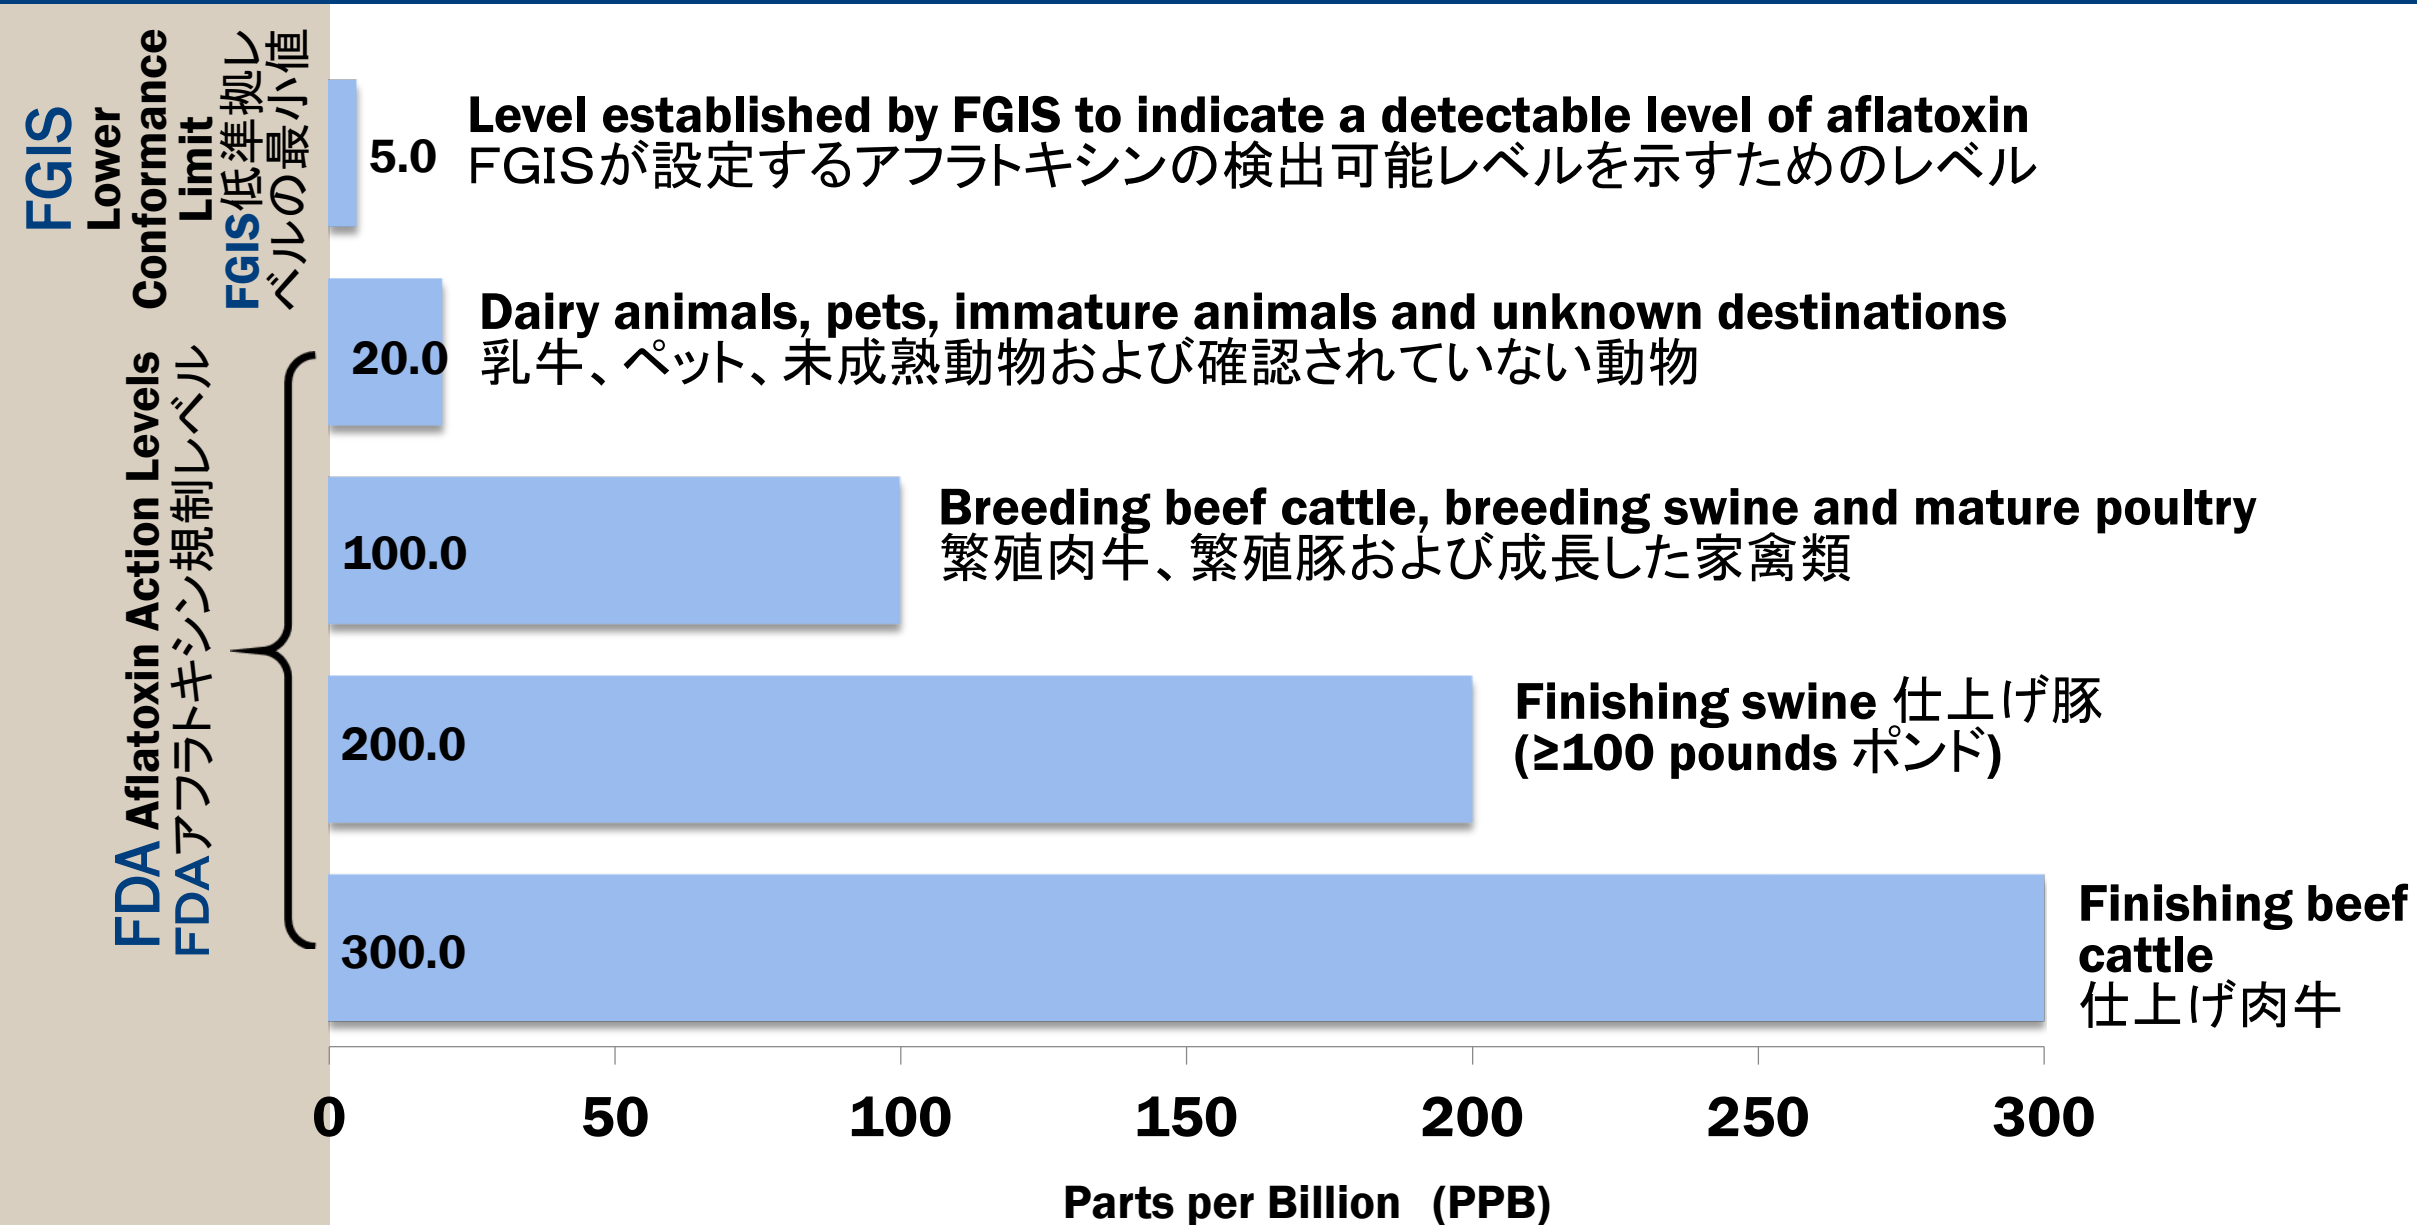 FGIS
Lower
Conformance
Limit
FGIS低準拠レ
ベルの最小値
5.0
Level established by FGIS to indicate a detectable level of aflatoxin
FGISが設定するアフラトキシンの検出可能レベルを示すためのレベル
FDA Aflatoxin Action Levels
FDAアフラトキシン規制レベル
20.0
Dairy animals, pets, immature animals and unknown destinations
乳牛、ペット、未成熟動物および確認されていない動物
100.0
Breeding beef cattle, breeding swine and mature poultry
繁殖肉牛、繁殖豚および成長した家禽類
200.0
Finishing swine 仕上げ豚
(≥100 pounds ポンド)
300.0
Finishing beef
cattle
仕上げ肉牛
0 50 100 150 200 250 300
Parts per Billion (PPB)